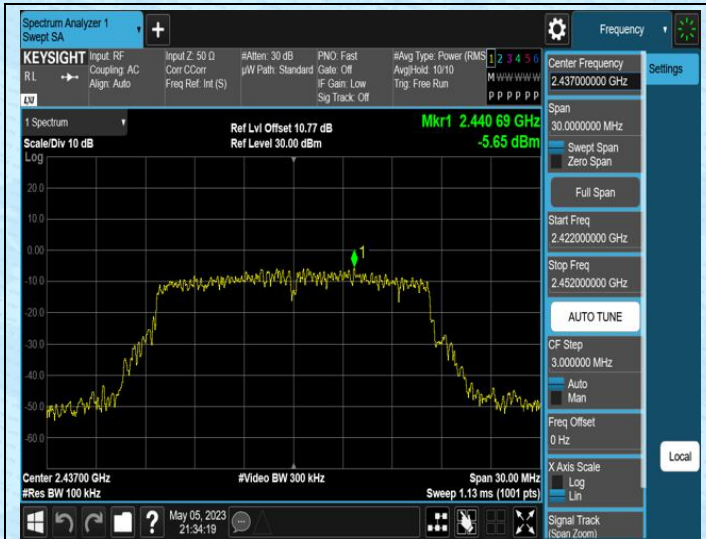 Spectrum Analyzer 1
Swept SA
+
Frequency
KEYSIGHT
RL
LXI
Input: RF
Coupling: AC
Align: Auto
Input Z: 50 Ω
Corr CCorr
Freq Ref: Int (S)
#Atten: 30 dB
µW Path: Standard
PNO: Fast
Gate: Off
IF Gain: Low
Sig Track: Off
#Avg Type: Power (RMS
Avg|Hold: 10/10
Trig: Free Run
1 2 3 4 5 6
M W W W W W
P P P P P P
1 Spectrum
Scale/Div 10 dB
Log
Ref Lvl Offset 10.77 dB
Ref Level 30.00 dBm
Mkr1 2.440 69 GHz
-5.65 dBm
20.0
10.0
0.00
-10.0
-20.0
-30.0
-40.0
-50.0
-60.0
1
Center 2.43700 GHz
#Res BW 100 kHz
#Video BW 300 kHz
Span 30.00 MHz
Sweep 1.13 ms (1001 pts)
?
May 05, 2023
21:34:19
Center Frequency
2.437000000 GHz
Span
30.0000000 MHz
Swept Span
Zero Span
Full Span
Start Freq
2.422000000 GHz
Stop Freq
2.452000000 GHz
AUTO TUNE
CF Step
3.000000 MHz
Auto
Man
Freq Offset
0 Hz
X Axis Scale
Log
Lin
Signal Track
(Span Zoom)
Settings
Local